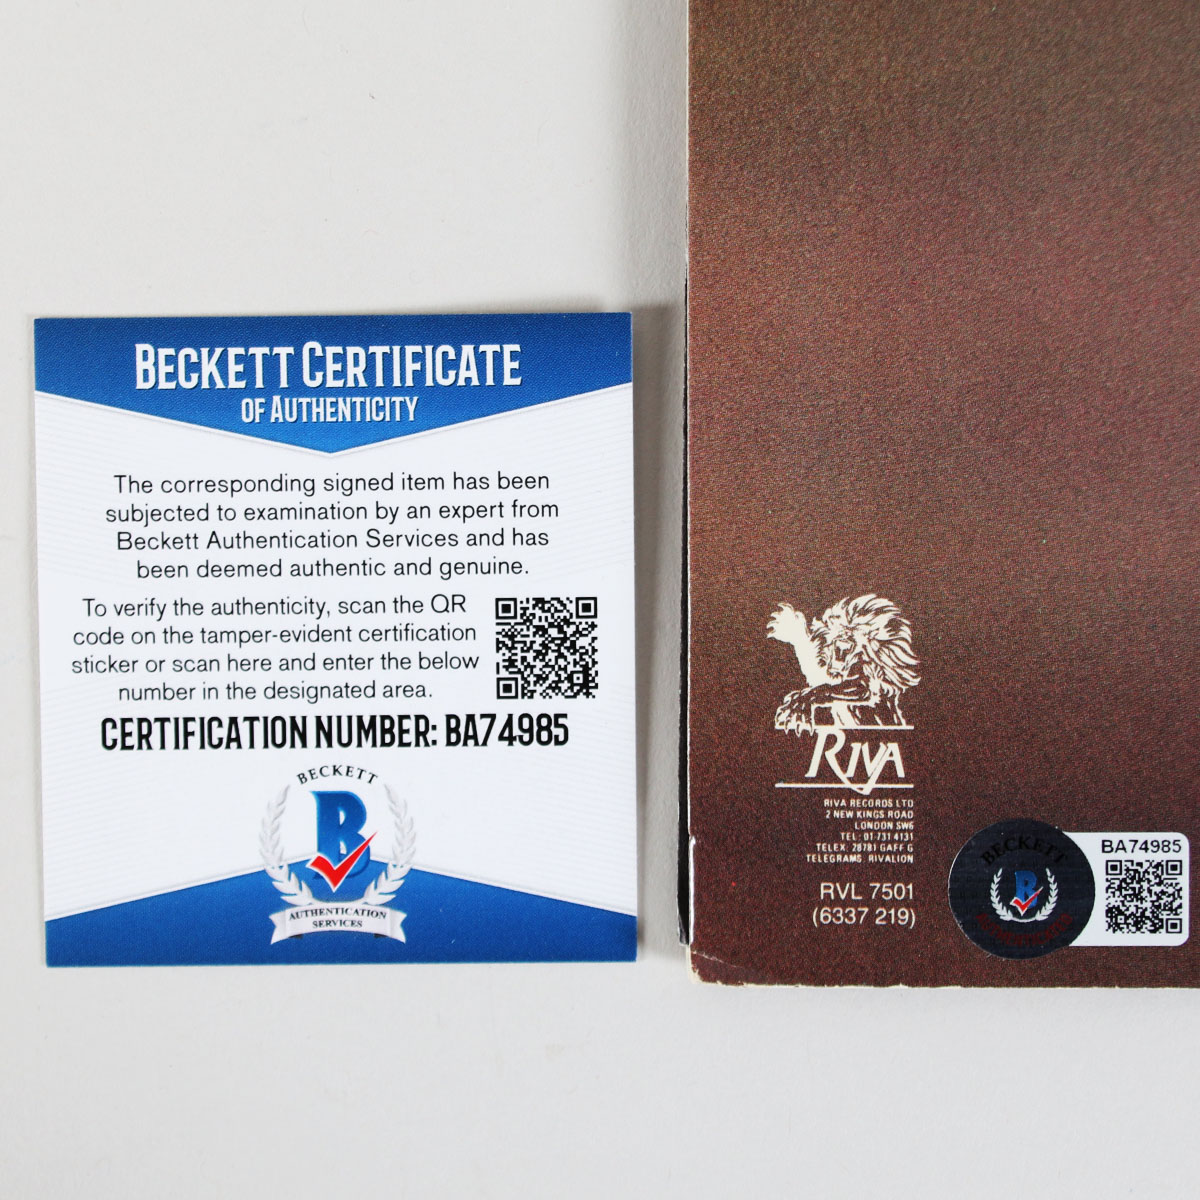 BECKETT CERTIFICATE
OF AUTHENTICITY
The corresponding signed item has been
subjected to examination by an expert from
Beckett Authentication Services and has
been deemed authentic and genuine.
To verify the authenticity, scan the QR
code on the tamper-evident certification
sticker or scan here and enter the below
number in the designated area.
CERTIFICATION NUMBER: BA74985
BECKETT
B
AUTHENTICATION
SERVICES
RIVA
RIVA RECORDS LTD
2 NEW KINGS ROAD
LONDON SW6
TEL: 01-731 4131
TELEX: 28781 GAFF G
TELEGRAMS: RIVALION
RVL 7501
(6337 219)
BECKETT
B
BA74985